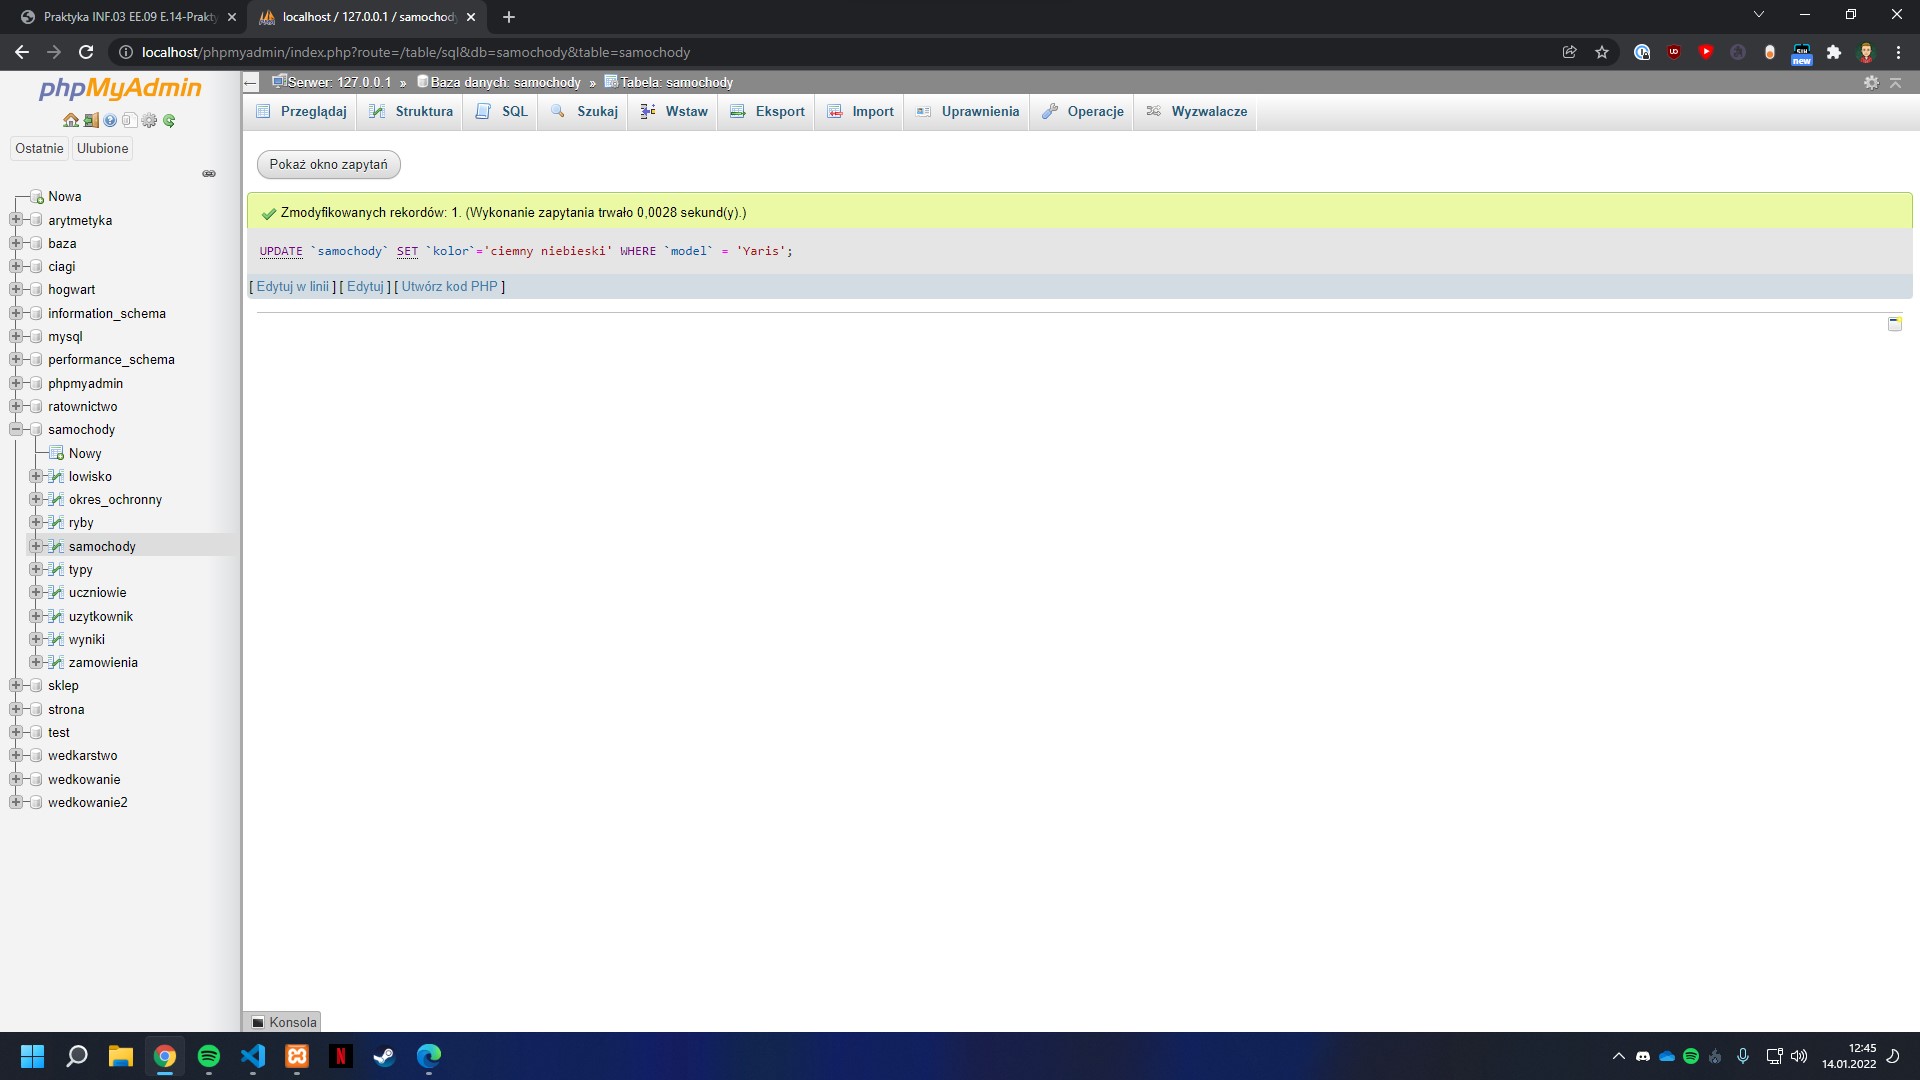 Praktyka INF.03 EE.09 E.14-Prakty
localhost / 127.0.0.1 / samochody
localhost/phpmyadmin/index.php?route=/table/sql&db=samochody&table=samochody
new
phpMyAdmin
Ostatnie Ulubione
Nowa
arytmetyka
baza
ciagi
hogwart
information_schema
mysql
performance_schema
phpmyadmin
ratownictwo
samochody
Nowy
lowisko
okres_ochronny
ryby
samochody
typy
uczniowie
uzytkownik
wyniki
zamowienia
sklep
strona
test
wedkarstwo
wedkowanie
wedkowanie2
Serwer: 127.0.0.1 » Baza danych: samochody » Tabela: samochody
Przeglądaj Struktura SQL Szukaj Wstaw Eksport Import Uprawnienia Operacje Wyzwalacze
Pokaż okno zapytań
Zmodyfikowanych rekordów: 1. (Wykonanie zapytania trwało 0,0028 sekund(y).)
UPDATE `samochody` SET `kolor`='ciemny niebieski' WHERE `model` = 'Yaris';
[ Edytuj w linii ] [ Edytuj ] [ Utwórz kod PHP ]
Konsola
12:45
14.01.2022